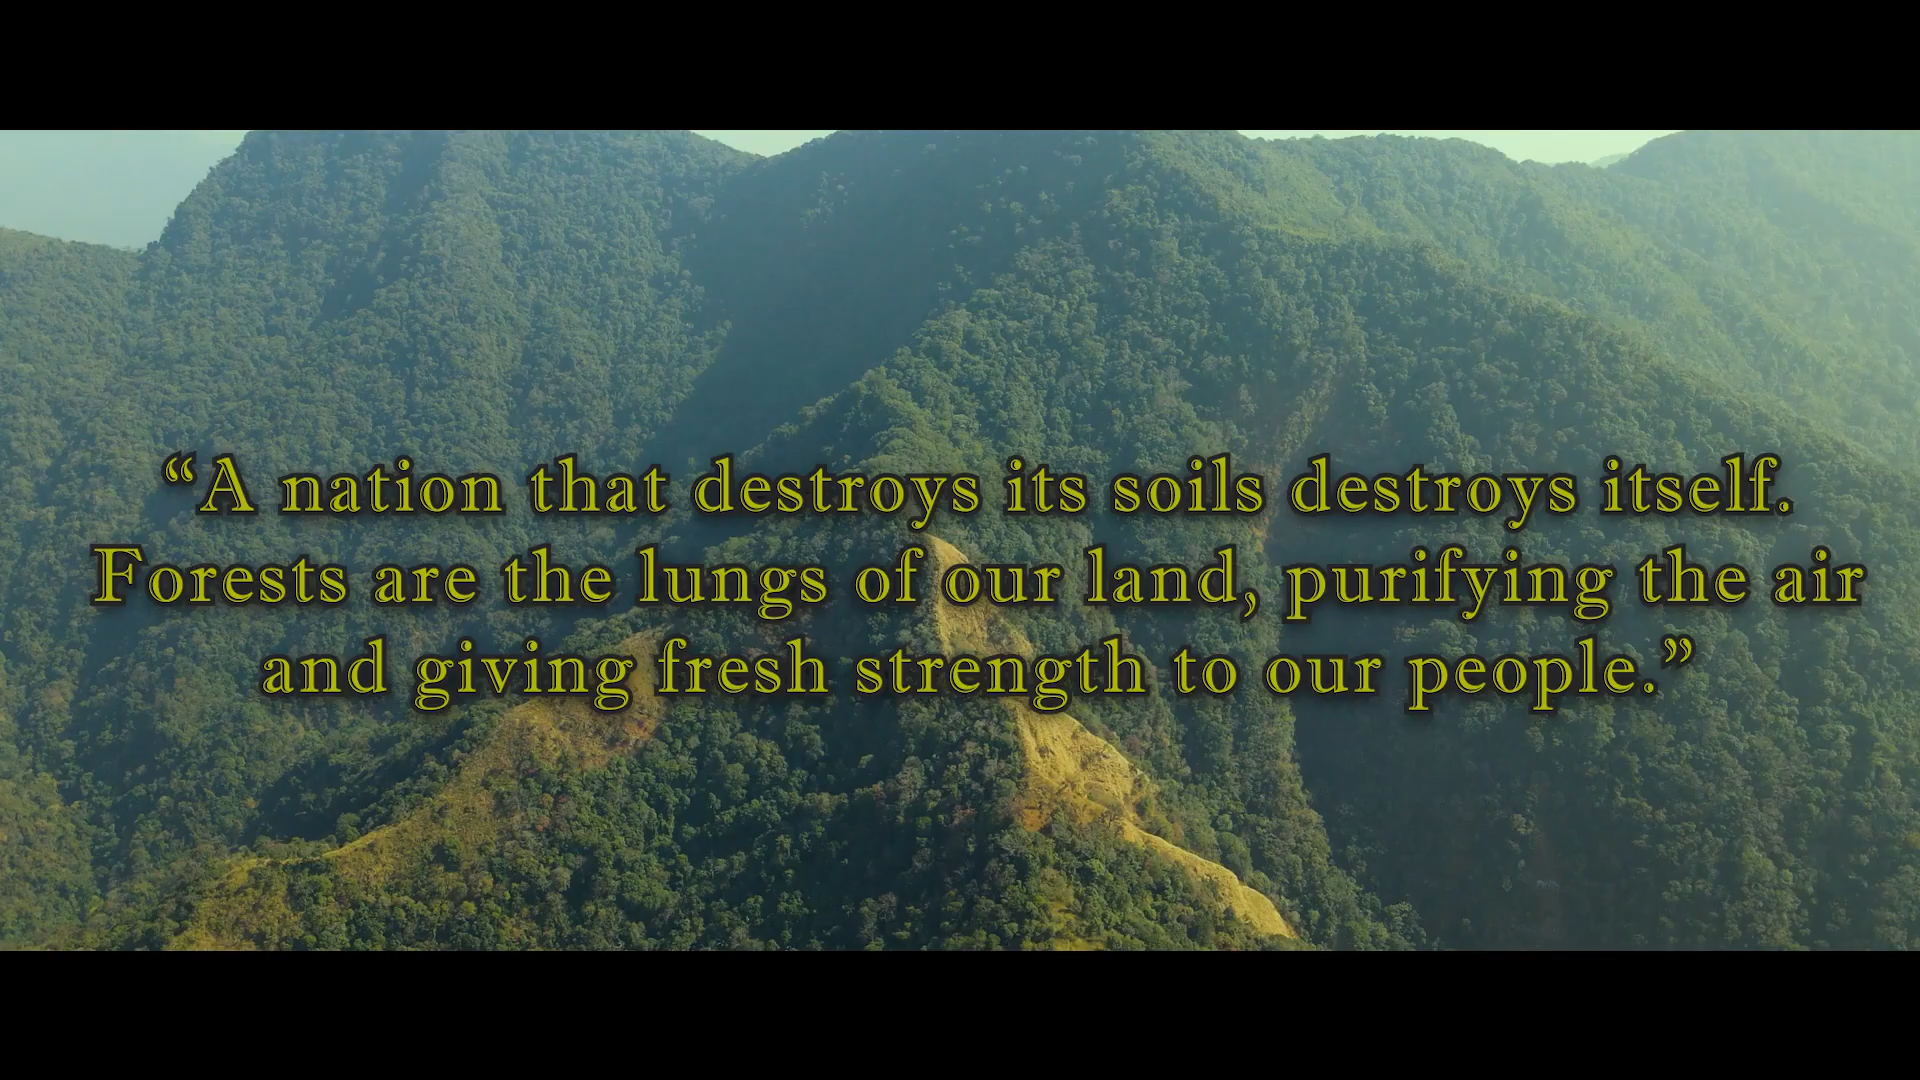 “A nation that destroys its soils destroys itself.
Forests are the lungs of our land, purifying the air
and giving fresh strength to our people.”